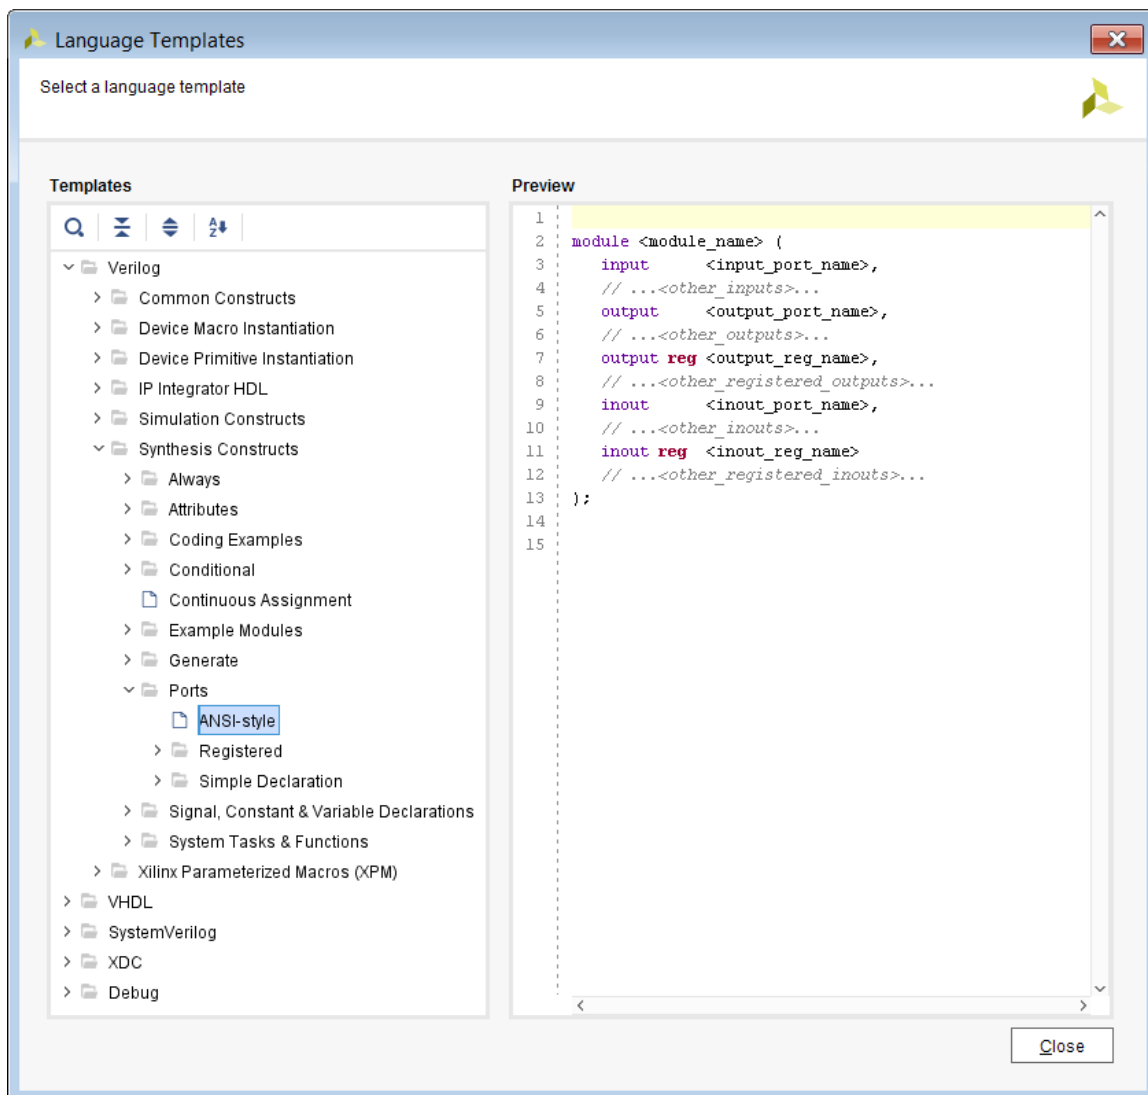 Language Templates
Select a language template
Templates
Verilog
Common Constructs
Device Macro Instantiation
Device Primitive Instantiation
IP Integrator HDL
Simulation Constructs
Synthesis Constructs
Always
Attributes
Coding Examples
Conditional
Continuous Assignment
Example Modules
Generate
Ports
ANSI-style
Registered
Simple Declaration
Signal, Constant & Variable Declarations
System Tasks & Functions
Xilinx Parameterized Macros (XPM)
VHDL
SystemVerilog
XDC
Debug
Preview
1
2 module <module_name> (
3    input      <input_port_name>,
4    // ...<other_inputs>...
5    output     <output_port_name>,
6    // ...<other_outputs>...
7    output reg <output_reg_name>,
8    // ...<other_registered_outputs>...
9    inout      <inout_port_name>,
10    // ...<other_inouts>...
11    inout reg  <inout_reg_name>
12    // ...<other_registered_inouts>...
13 );
14
15
Close